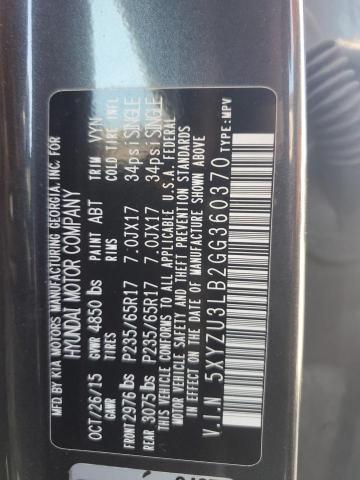 MFD BY KIA MOTORS MANUFACTURING GEORGIA, INC. FOR
HYUNDAI MOTOR COMPANY
OCT/26/15 PAINT ABT TRIM YYN
GVWR 4850 lbs
GAWR TIRES RIMS COLD TIRE INFL
FRONT 2976 lbs P235/65R17 7.0JX17 34psi SINGLE
REAR 3075 lbs P235/65R17 7.0JX17 34psi SINGLE
THIS VEHICLE CONFORMS TO ALL APPLICABLE U.S.A. FEDERAL
MOTOR VEHICLE SAFETY AND THEFT PREVENTION STANDARDS
IN EFFECT ON THE DATE OF MANUFACTURE SHOWN ABOVE.
V.I.N 5XYZU3LB2GG360370 TYPE:MPV